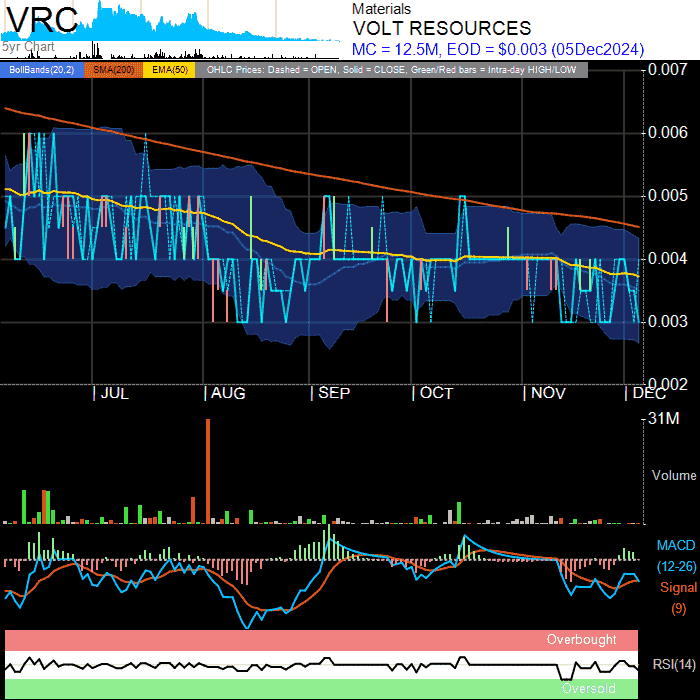 VRC
5yr Chart
Materials
VOLT RESOURCES
MC = 12.5M, EOD = $0.003 (05Dec2024)
BollBands(20,2) SMA(200) EMA(50) OHLC Prices: Dashed = OPEN, Solid = CLOSE, Green/Red bars = Intra-day HIGH/LOW
0.007
0.006
0.005
0.004
0.003
0.002
JUL AUG SEP OCT NOV DEC
31M
Volume
MACD
(12-26)
Signal
(9)
Overbought
RSI(14)
Oversold